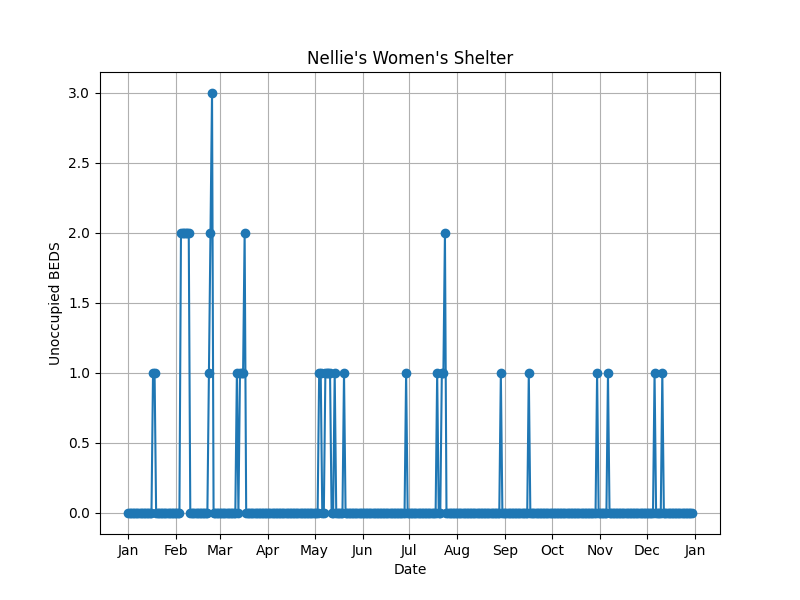 Nellie's Women's Shelter
3.0
2.5
2.0
1.5
1.0
0.5
0.0
Unoccupied BEDS
Jan Feb Mar Apr May Jun Jul Aug Sep Oct Nov Dec Jan
Date